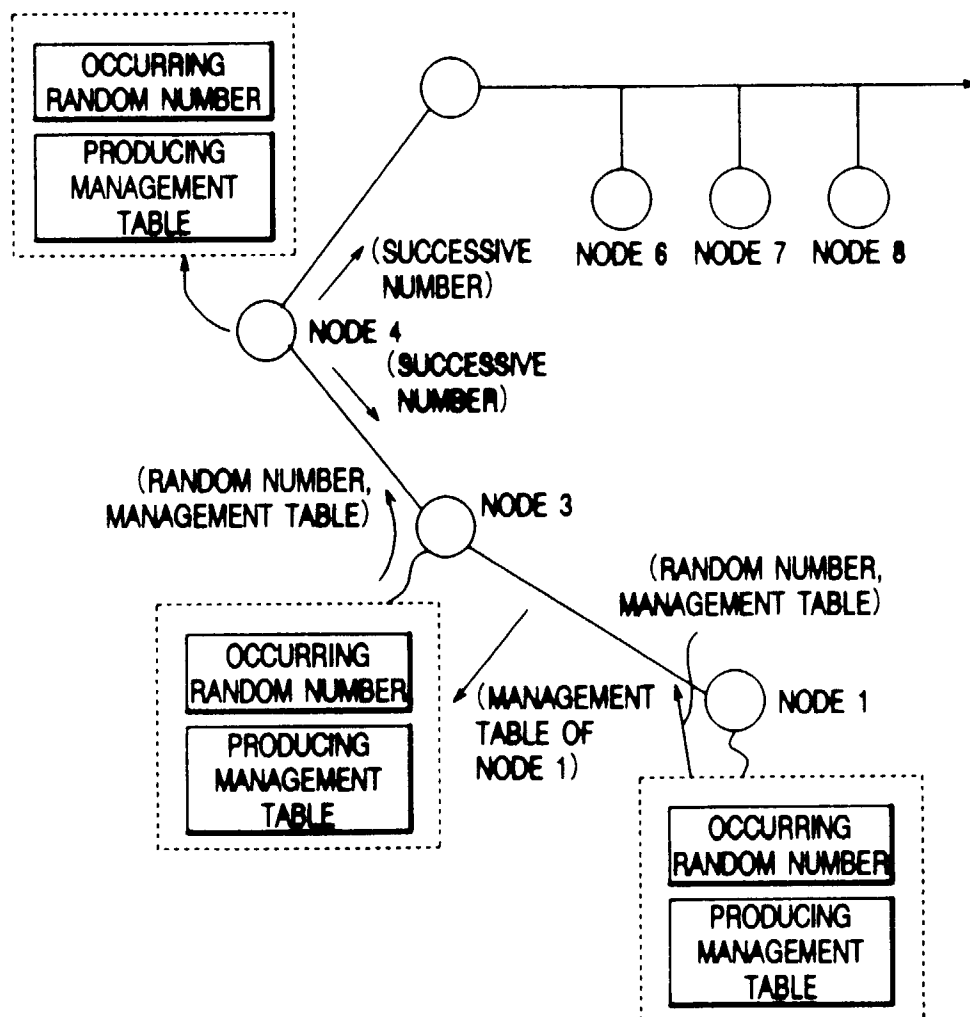 OCCURRING
RANDOM NUMBER
PRODUCING
MANAGEMENT
TABLE
NODE 6
NODE 7
NODE 8
(SUCCESSIVE
NUMBER)
NODE 4
(SUCCESSIVE
NUMBER)
(RANDOM NUMBER,
MANAGEMENT TABLE)
NODE 3
(RANDOM NUMBER,
MANAGEMENT TABLE)
OCCURRING
RANDOM NUMBER
PRODUCING
MANAGEMENT
TABLE
(MANAGEMENT
TABLE OF
NODE 1)
NODE 1
OCCURRING
RANDOM NUMBER
PRODUCING
MANAGEMENT
TABLE